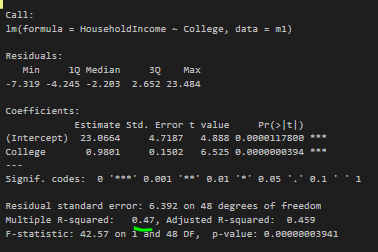 Call:
lm(formula = HouseholdIncome ~ College, data = m1)
Residuals:
Min 1Q Median 3Q Max
-7.319 -4.245 -2.203 2.652 23.484
Coefficients:
Estimate Std. Error t value Pr(>|t|)
(Intercept) 23.0664 4.7187 4.888 0.0000117800 ***
College 0.9801 0.1502 6.525 0.0000000394 ***
---
Signif. codes: 0 '***' 0.001 '**' 0.01 '*' 0.05 '.' 0.1 ' ' 1
Residual standard error: 6.392 on 48 degrees of freedom
Multiple R-squared: 0.47, Adjusted R-squared: 0.459
F-statistic: 42.57 on 1 and 48 DF, p-value: 0.00000003941